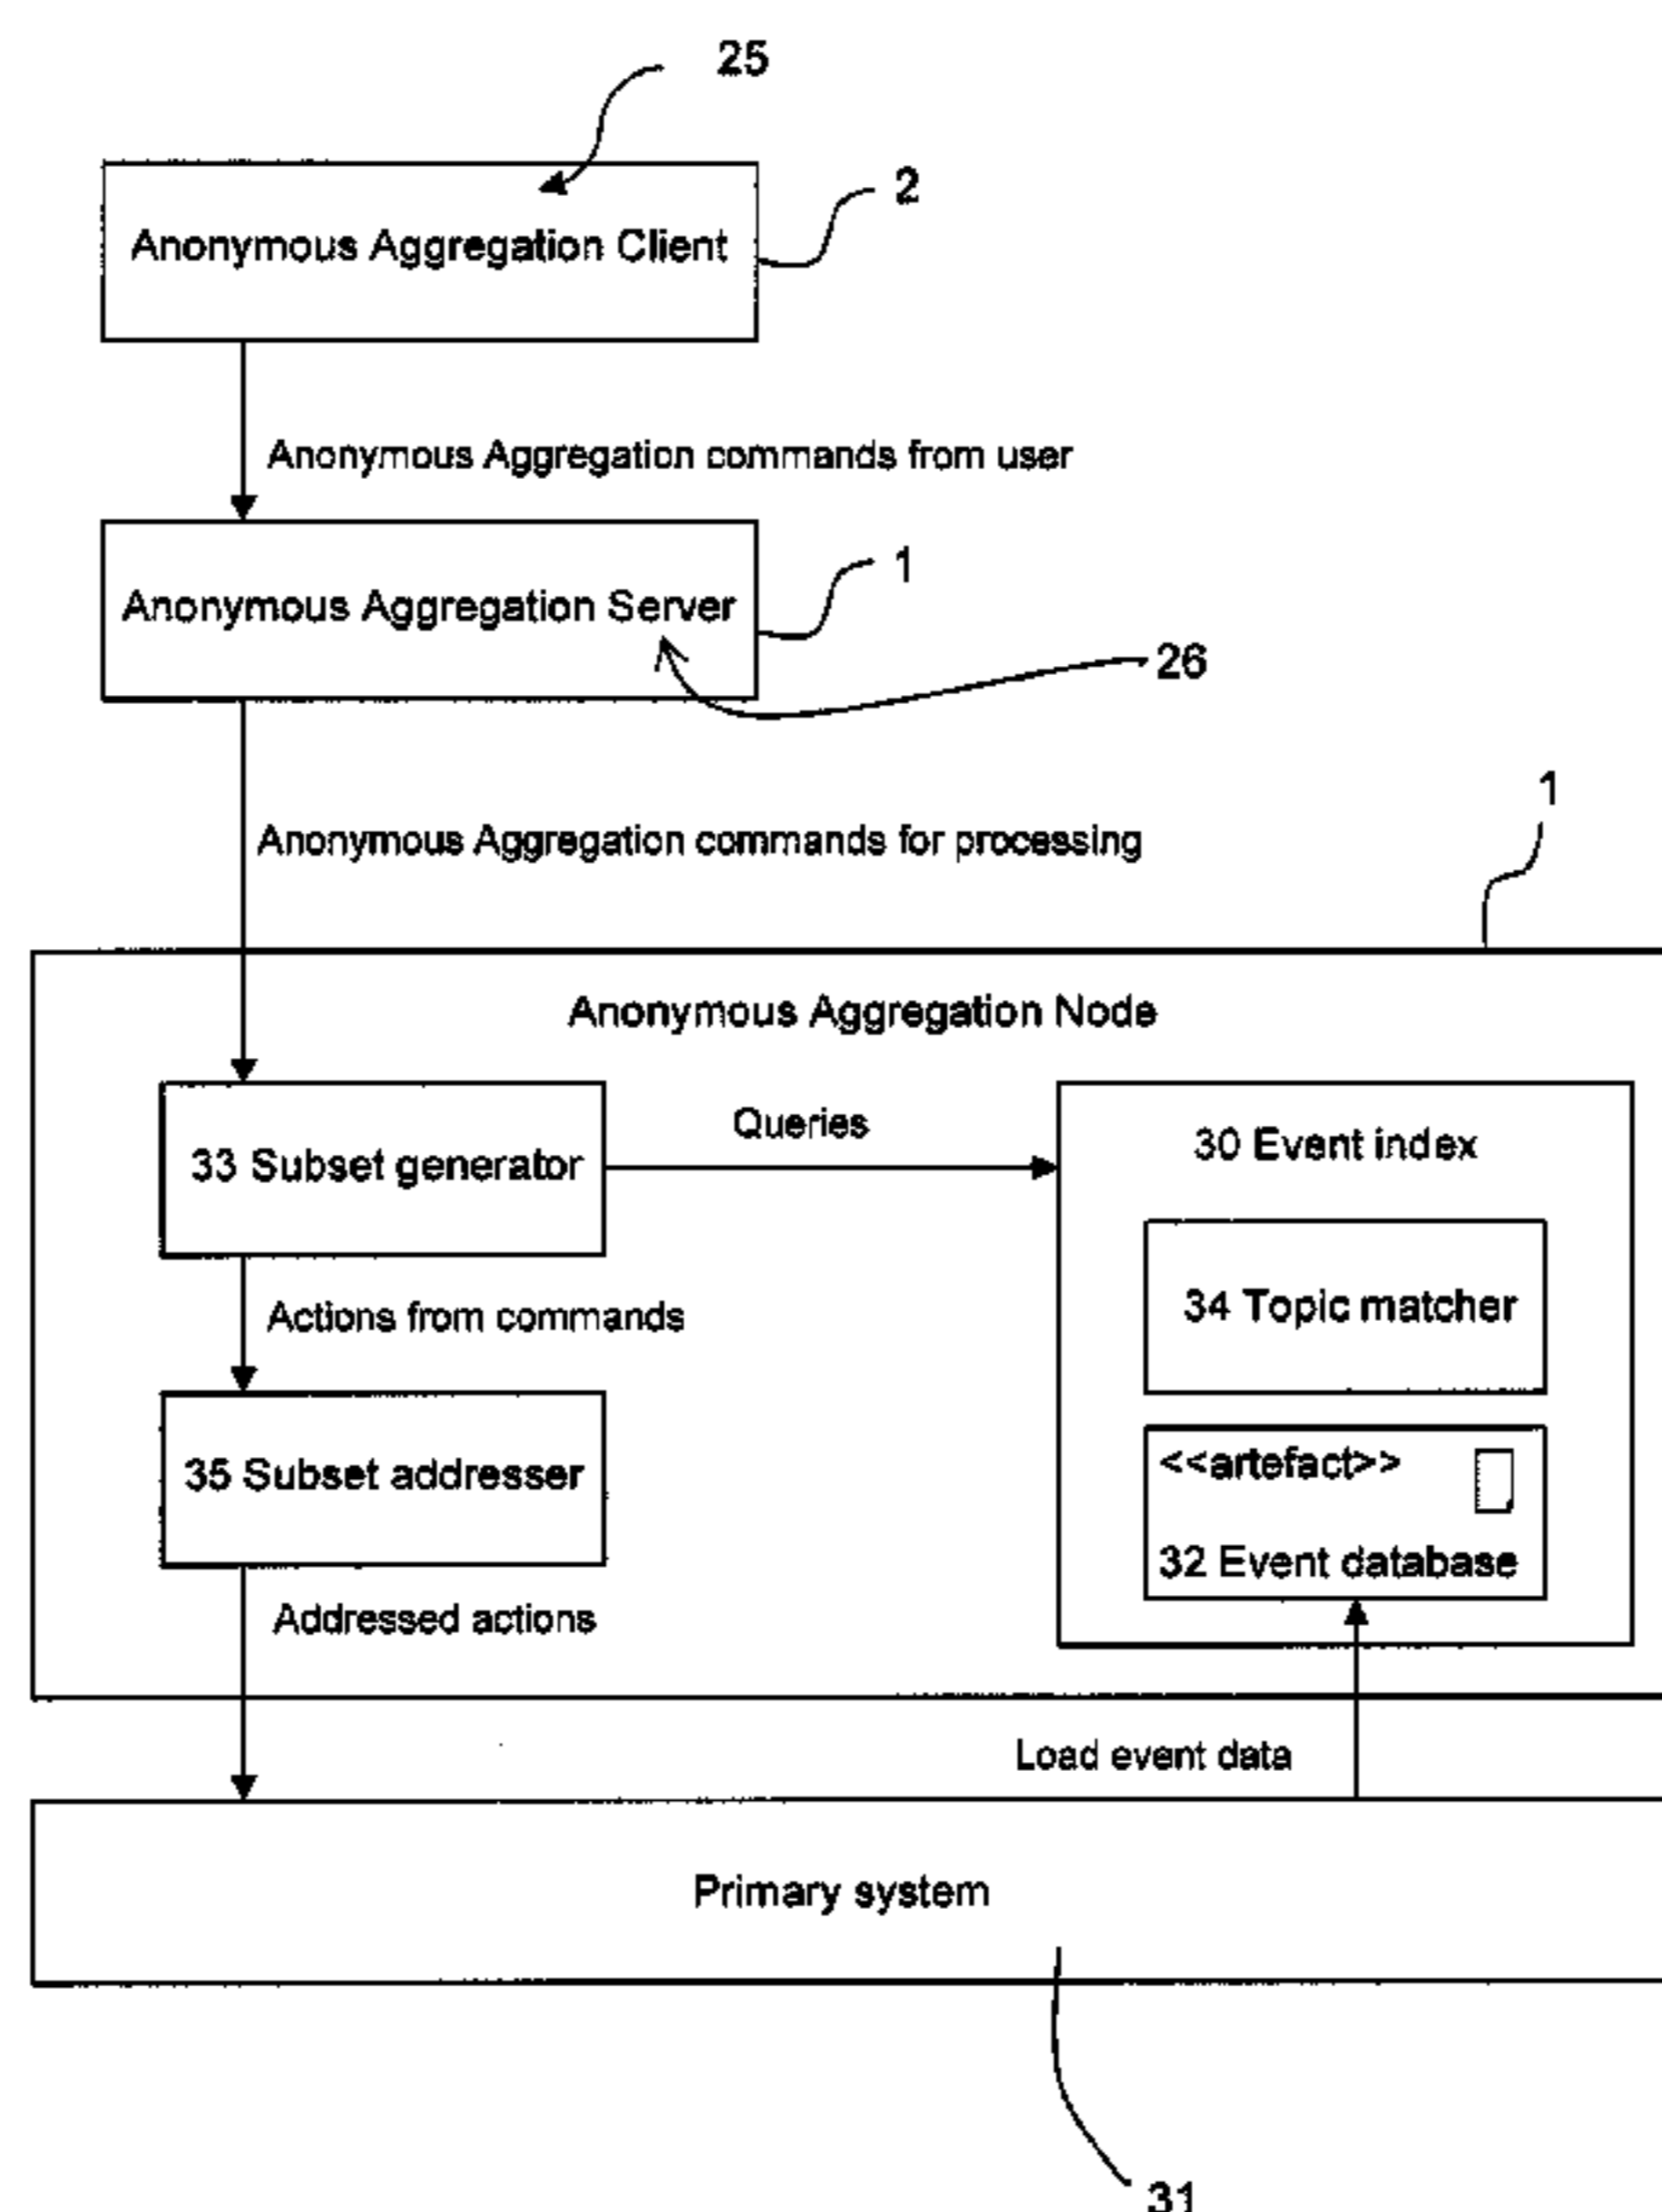 25
2
Anonymous Aggregation Client
Anonymous Aggregation commands from user
1
Anonymous Aggregation Server
26
1
Anonymous Aggregation commands for processing
Anonymous Aggregation Node
Queries
33 Subset generator
30 Event index
Actions from commands
34 Topic matcher
35 Subset addresser
<<artefact>>
32 Event database
Addressed actions
Load event data
Primary system
31